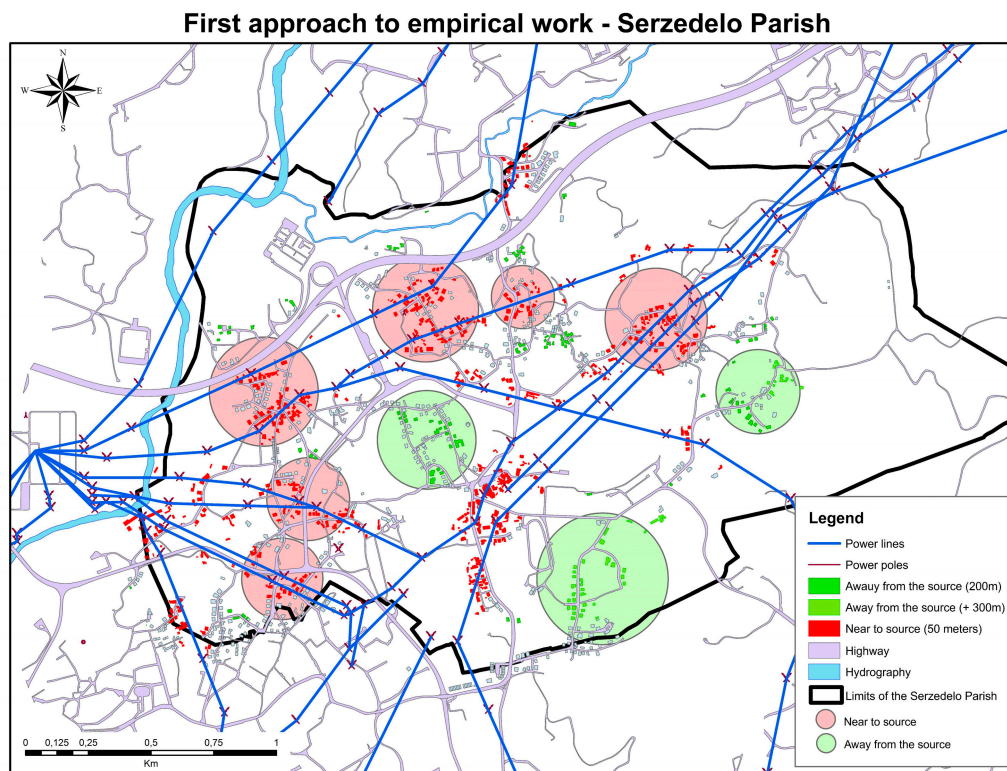 First approach to empirical work - Serzedelo Parish
N
W E
S
Legend
Power lines
Power poles
Awauy from the source (200m)
Away from the source (+ 300m)
Near to source (50 meters)
Highway
Hydrography
Limits of the Serzedelo Parish
Near to source
Away from the source
0 0,125 0,25 0,5 0,75 1
Km